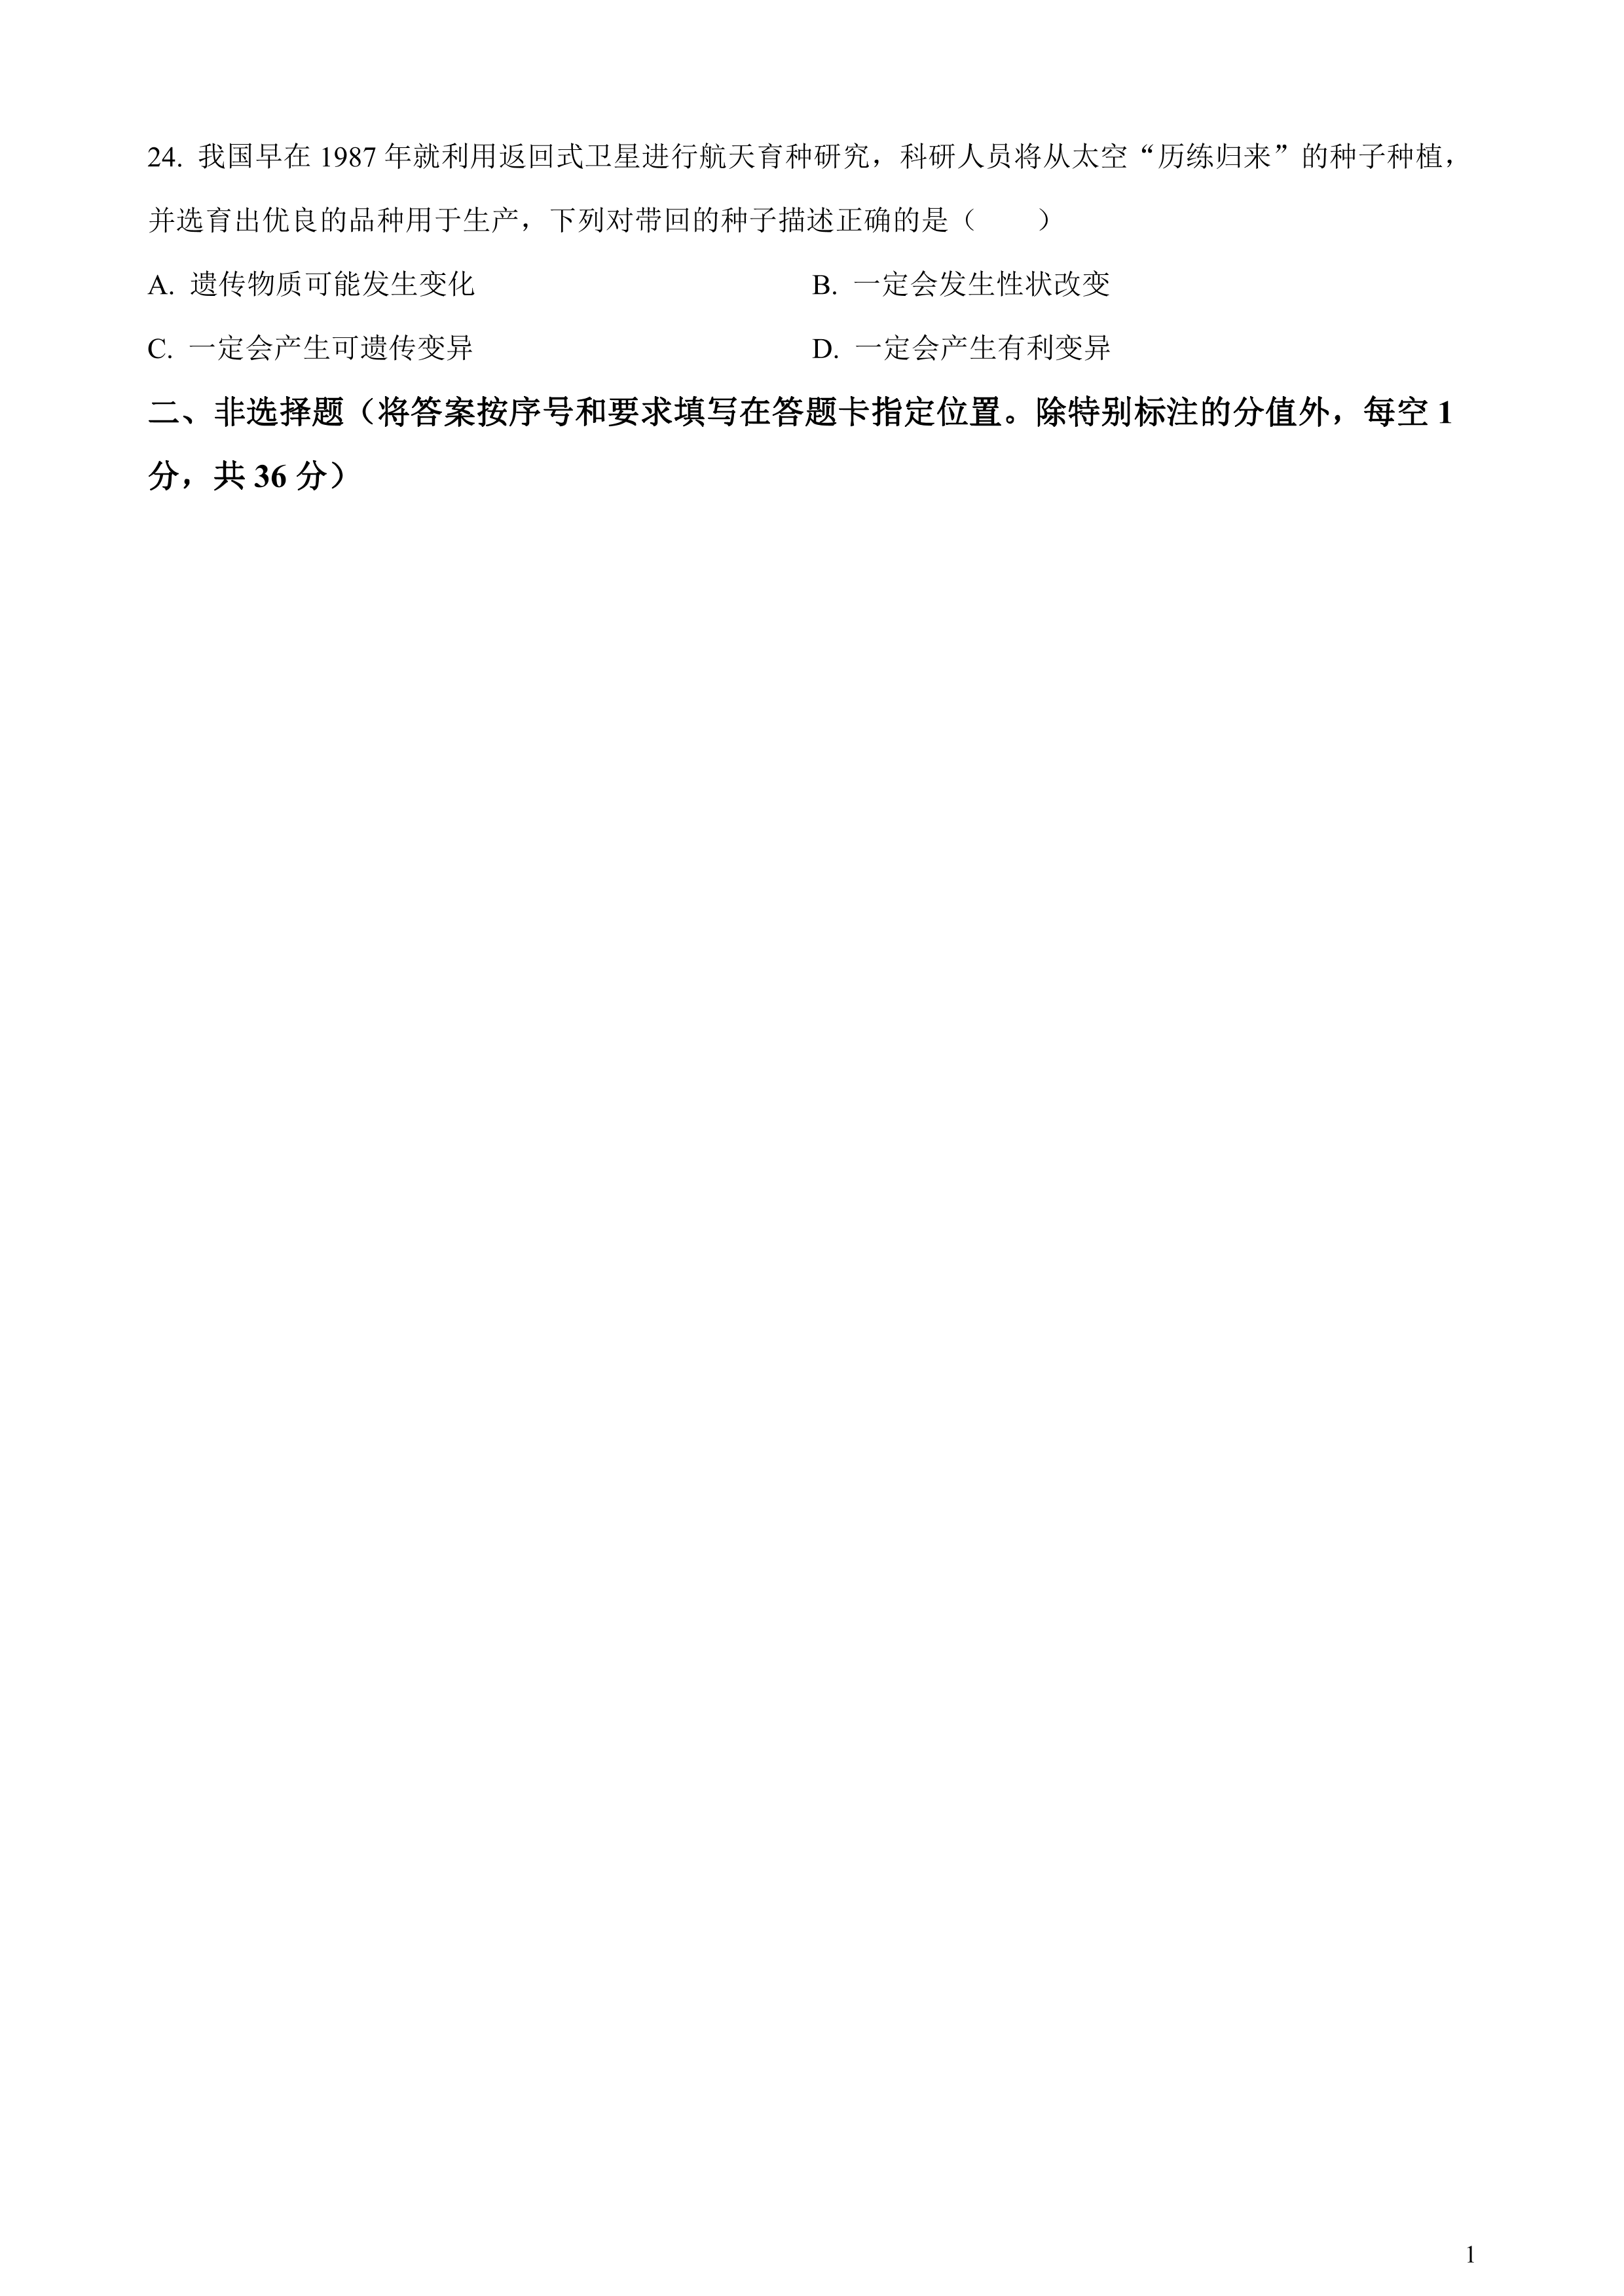 24. 我国早在 1987 年就利用返回式卫星进行航天育种研究，科研人员将从太空“历练归来”的种子种植，
并选育出优良的品种用于生产，下列对带回的种子描述正确的是（　　）
A. 遗传物质可能发生变化　　B. 一定会发生性状改变
C. 一定会产生可遗传变异　　D. 一定会产生有利变异
二、非选择题（将答案按序号和要求填写在答题卡指定位置。除特别标注的分值外，每空 1
分，共 36 分）
1